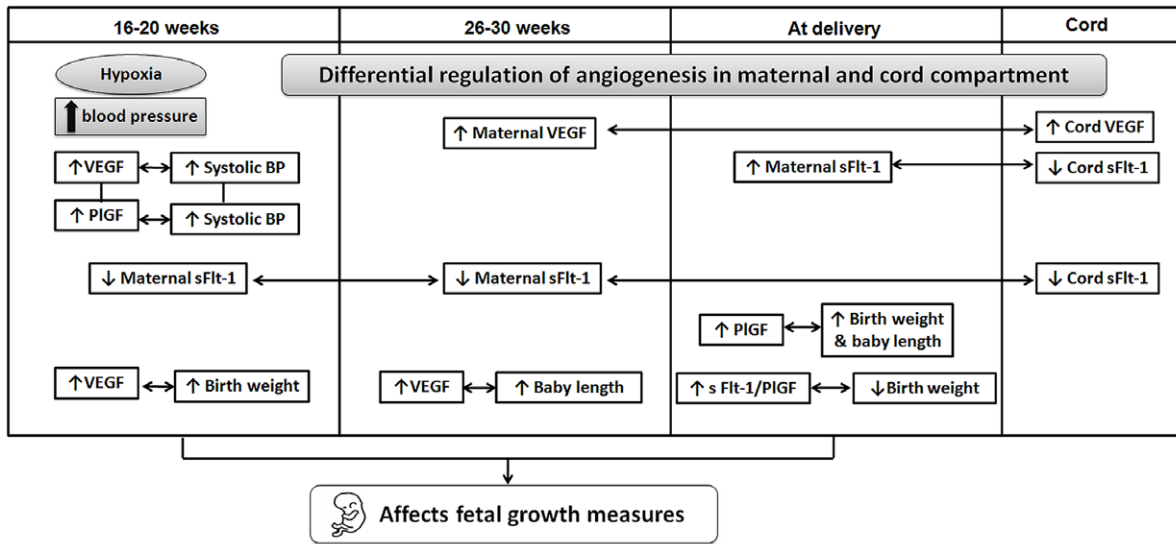 16-20 weeks
26-30 weeks
At delivery
Cord
Hypoxia
Differential regulation of angiogenesis in maternal and cord compartment
↑ blood pressure
↑ Maternal VEGF
↑ Cord VEGF
↑VEGF
↑ Systolic BP
↑ Maternal sFlt-1
↓ Cord sFlt-1
↑ PlGF
↑ Systolic BP
↓ Maternal sFlt-1
↓ Maternal sFlt-1
↓ Cord sFlt-1
↑ PlGF
↑ Birth weight
& baby length
↑VEGF
↑ Birth weight
↑VEGF
↑ Baby length
↑ s Flt-1/PlGF
↓Birth weight
Affects fetal growth measures